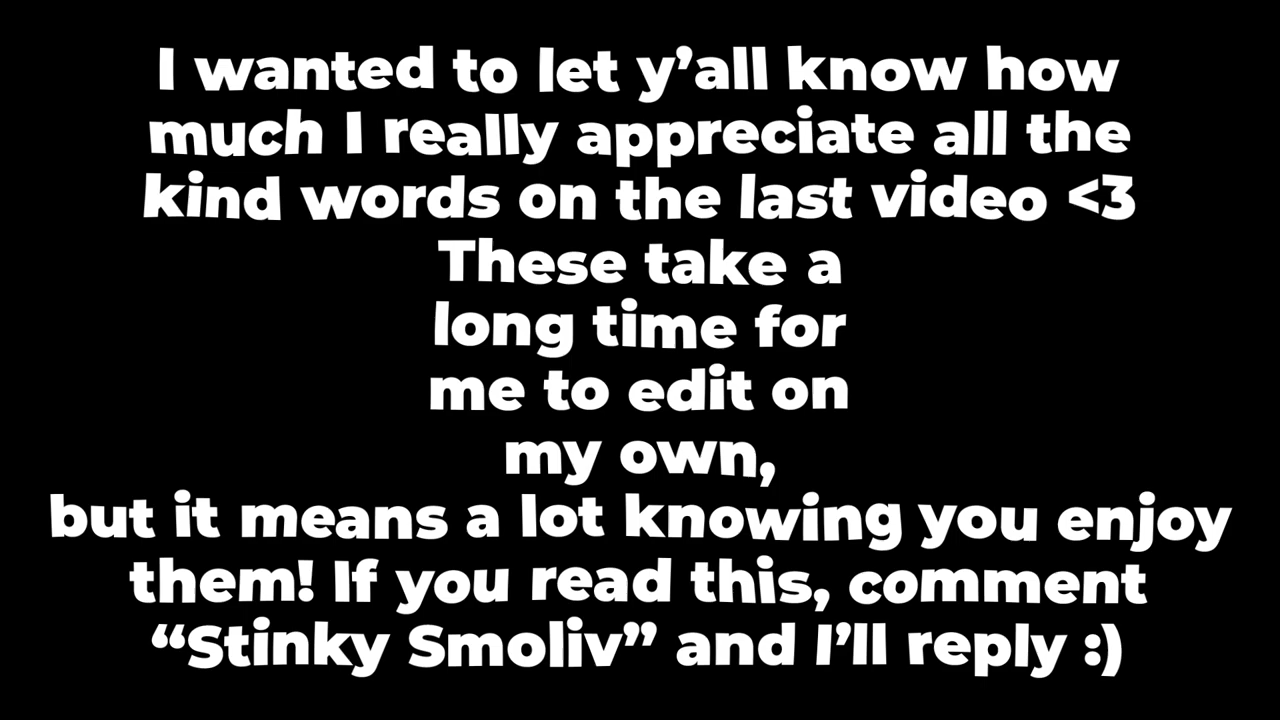 I wanted to let y’all know how
much I really appreciate all the
kind words on the last video <3
These take a
long time for
me to edit on
my own,
but it means a lot knowing you enjoy
them! If you read this, comment
“Stinky Smoliv” and I’ll reply :)